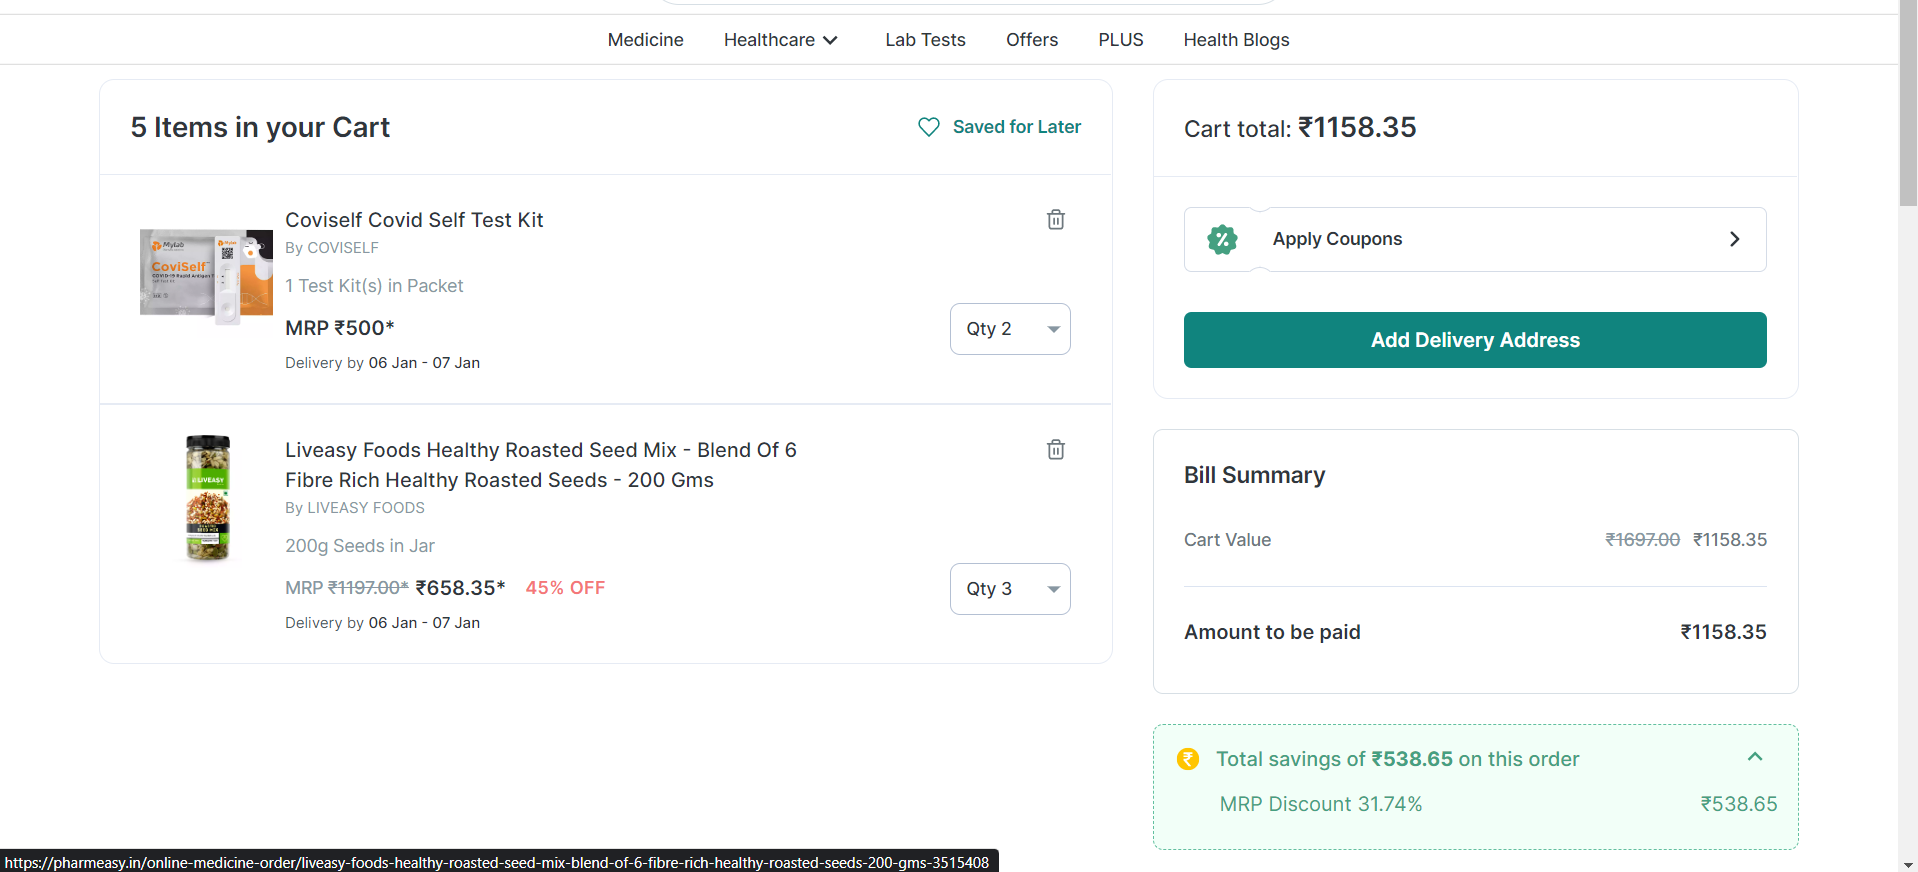 Medicine
Healthcare
Lab Tests
Offers
PLUS
Health Blogs
5 Items in your Cart
Saved for Later
Mylab
CoviSelf
Coviself Covid Self Test Kit
By COVISELF
1 Test Kit(s) in Packet
MRP ₹500*
Delivery by 06 Jan - 07 Jan
Qty 2
LIVEASY
Liveasy Foods Healthy Roasted Seed Mix - Blend Of 6
Fibre Rich Healthy Roasted Seeds - 200 Gms
By LIVEASY FOODS
200g Seeds in Jar
MRP ₹1197.00* ₹658.35* 45% OFF
Delivery by 06 Jan - 07 Jan
Qty 3
Cart total: ₹1158.35
Apply Coupons
Add Delivery Address
Bill Summary
Cart Value ₹1697.00 ₹1158.35
Amount to be paid ₹1158.35
Total savings of ₹538.65 on this order
MRP Discount 31.74% ₹538.65
https://pharmeasy.in/online-medicine-order/liveasy-foods-healthy-roasted-seed-mix-blend-of-6-fibre-rich-healthy-roasted-seeds-200-gms-3515408